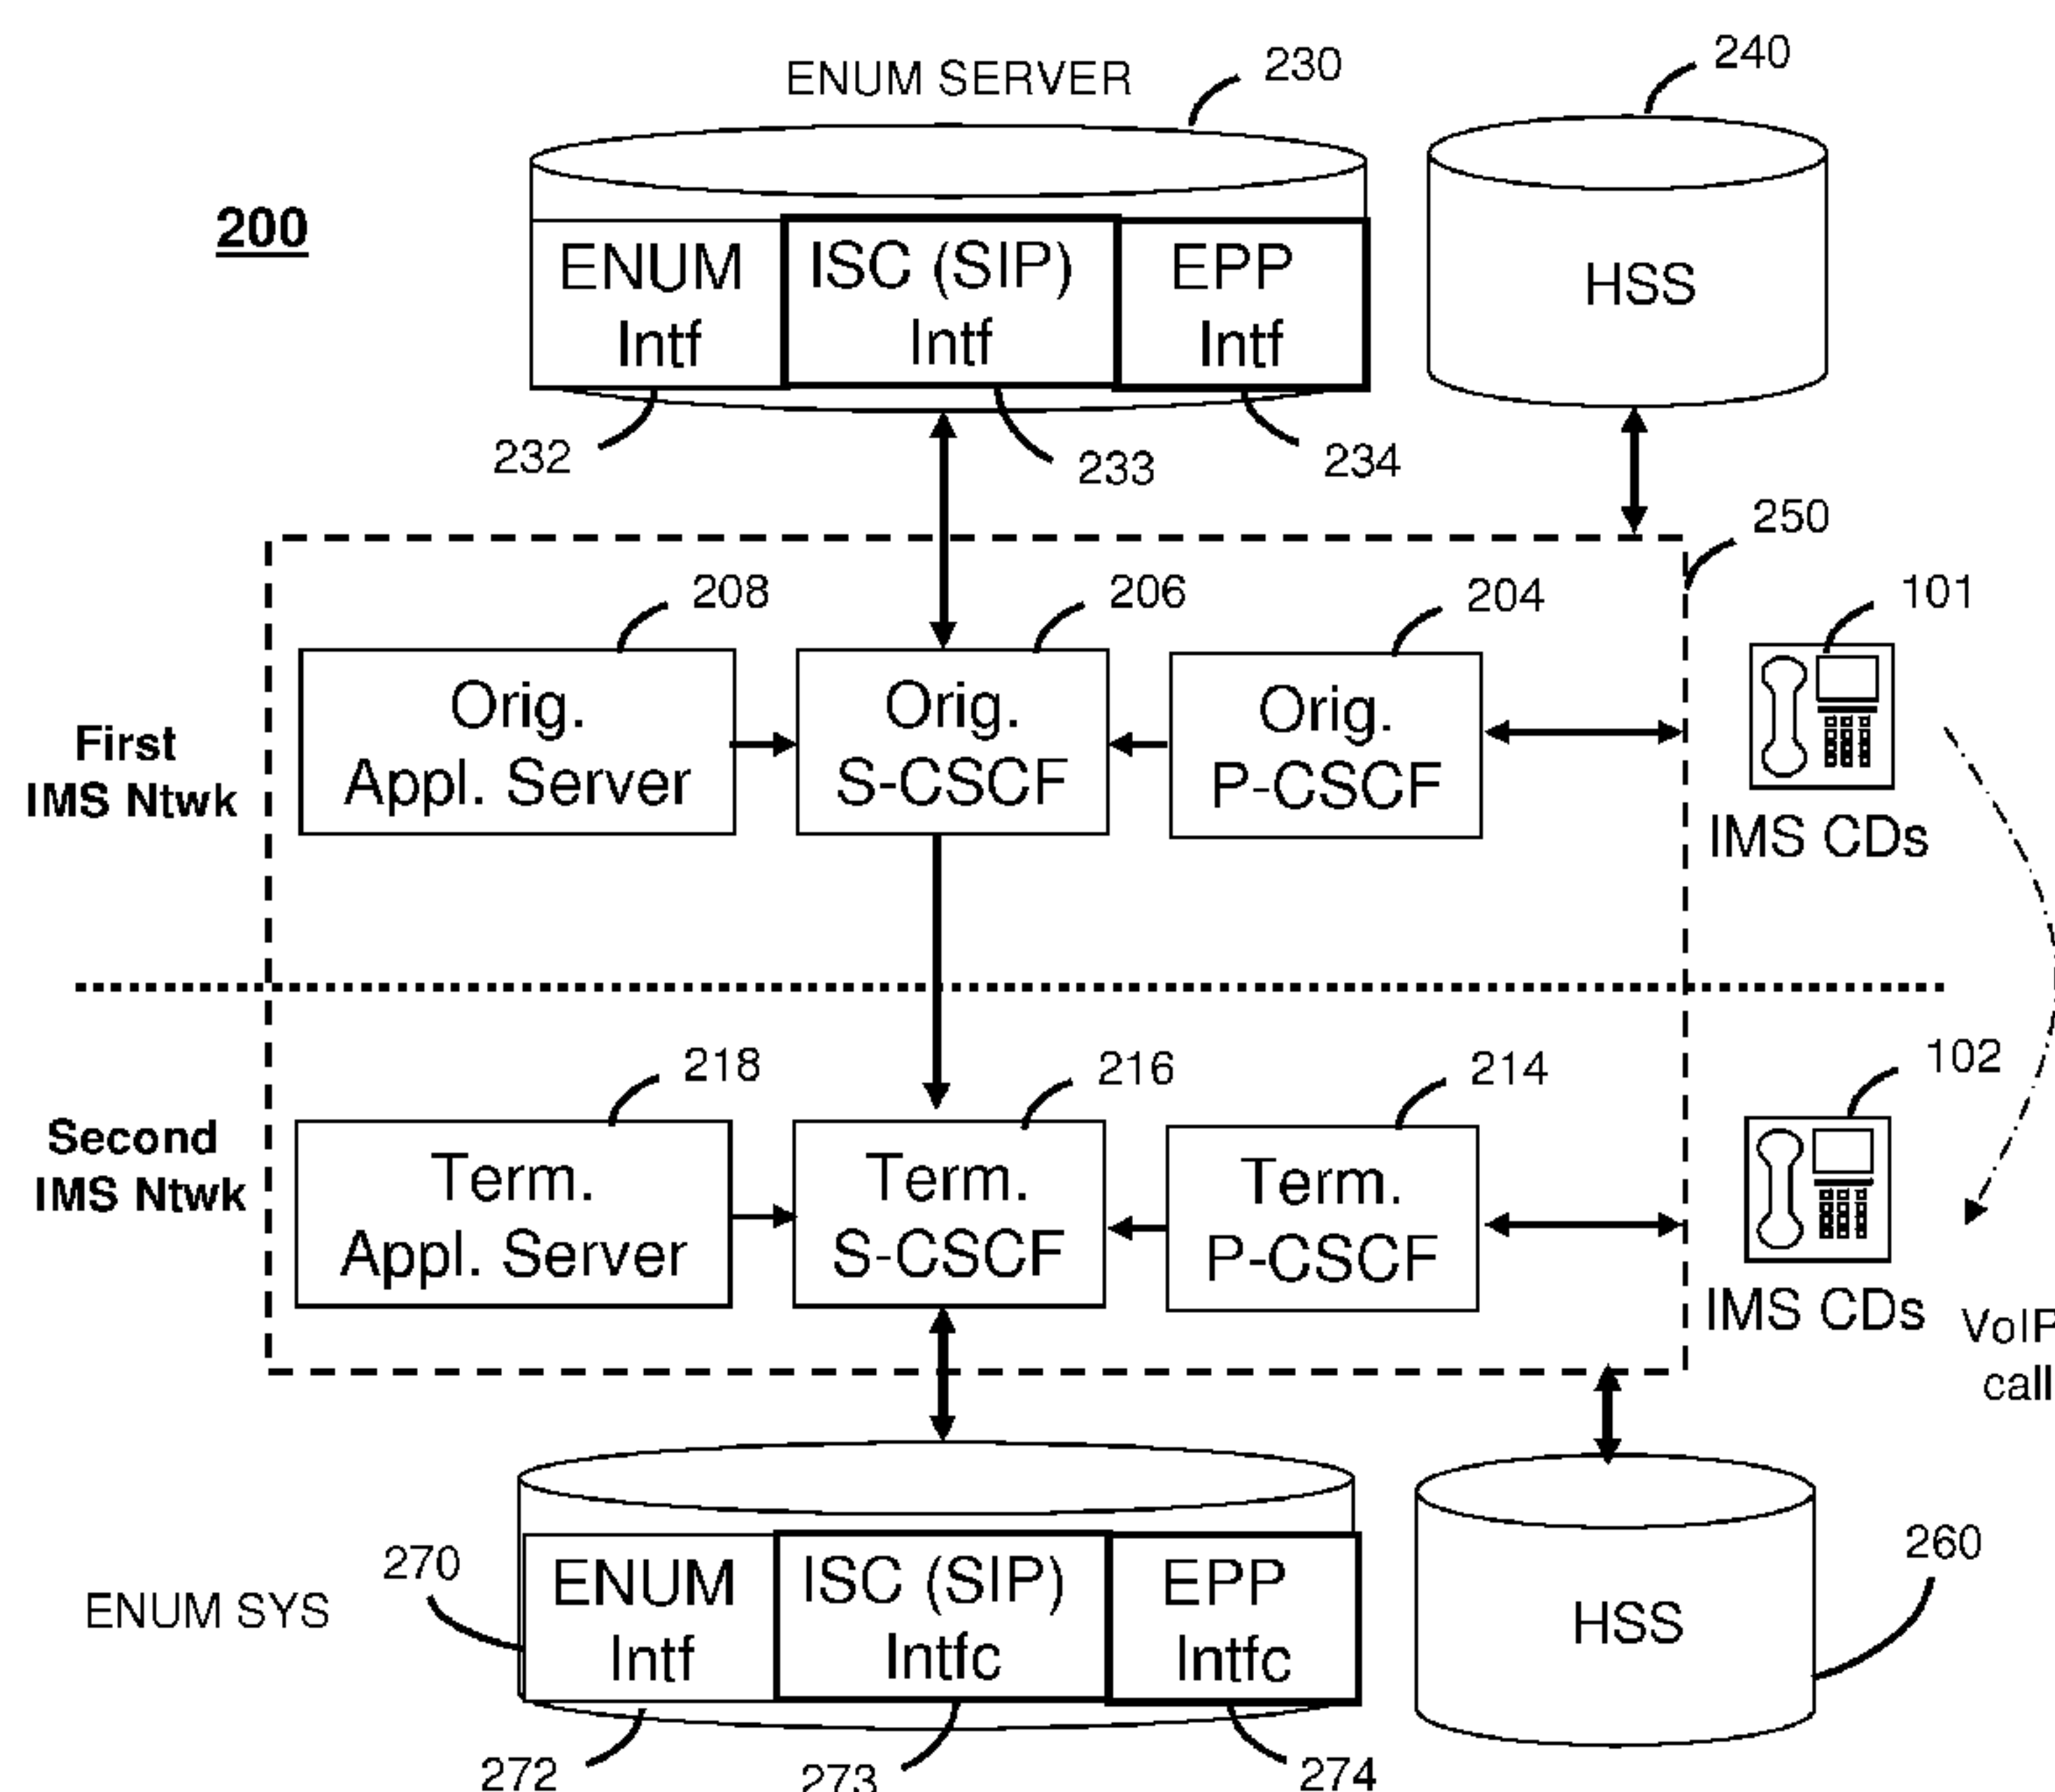 ENUM SERVER
230
240
200
ENUM
Intf
ISC (SIP)
Intf
EPP
Intf
HSS
232
233
234
250
208
206
204
101
First
IMS Ntwk
Orig.
Appl. Server
Orig.
S-CSCF
Orig.
P-CSCF
IMS CDs
218
216
214
102
Second
IMS Ntwk
Term.
Appl. Server
Term.
S-CSCF
Term.
P-CSCF
IMS CDs
VoIP
call
270
ENUM SYS
ENUM
Intf
ISC (SIP)
Intfc
EPP
Intfc
HSS
260
272
273
274